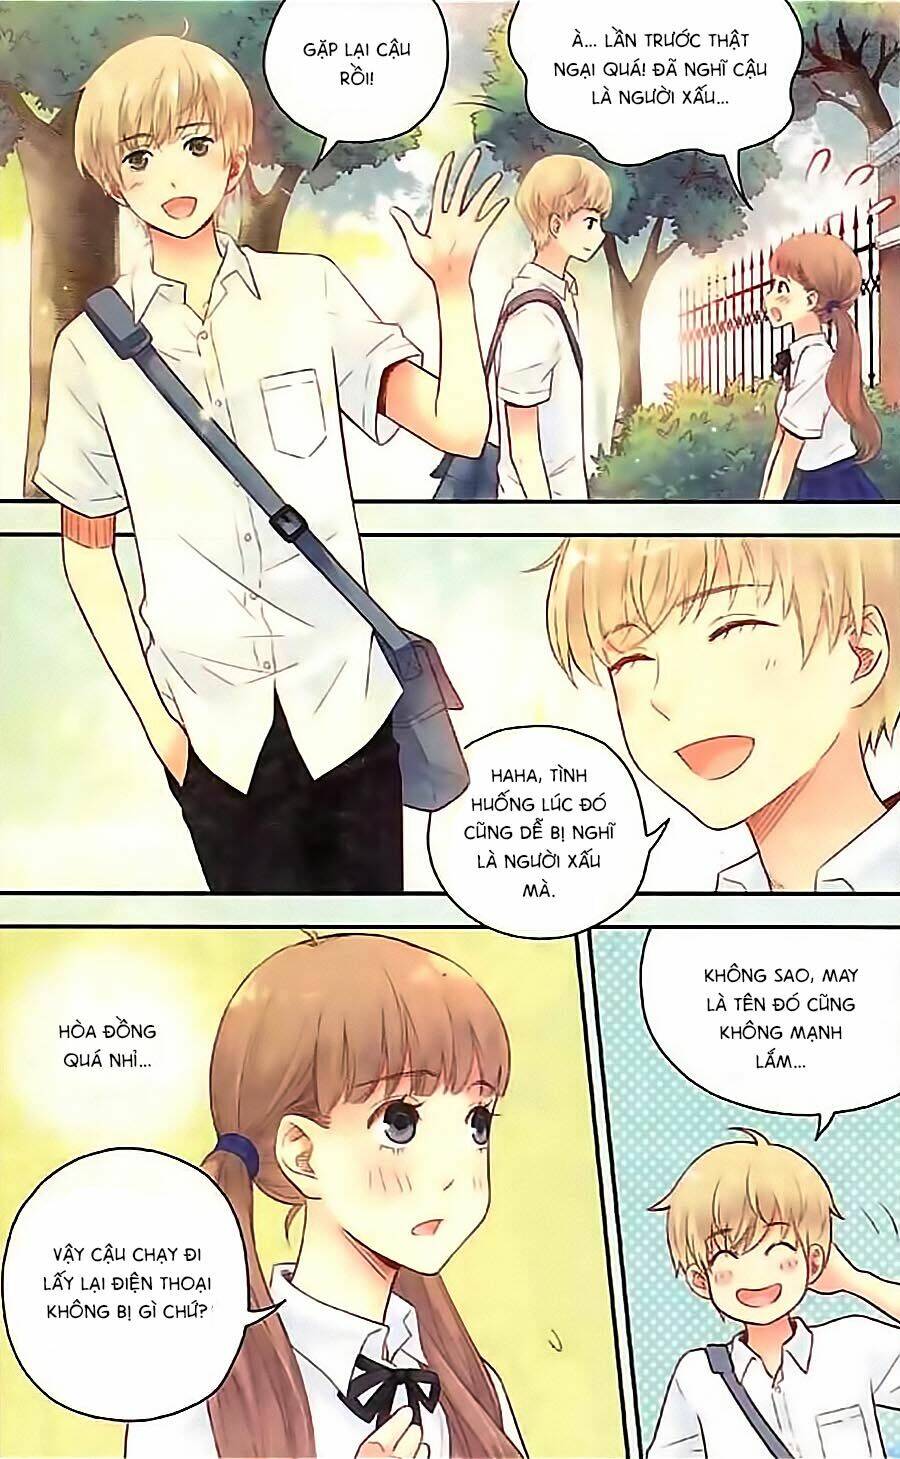 GẶP LẠI CẬU
RỒI!
À... LẦN TRƯỚC THẬT
NGẠI QUÁ! ĐÃ NGHĨ CẬU
LÀ NGƯỜI XẤU...
HAHA, TÌNH
HUỐNG LÚC ĐÓ
CŨNG DỄ BỊ NGHĨ
LÀ NGƯỜI XẤU
MÀ.
HÒA ĐỒNG
QUÁ NHỈ...
VẬY CẬU CHẠY ĐI
LẤY LẠI ĐIỆN THOẠI
KHÔNG BỊ GÌ CHỨ?
KHÔNG SAO, MAY
LÀ TÊN ĐÓ CŨNG
KHÔNG MẠNH
LẮM...